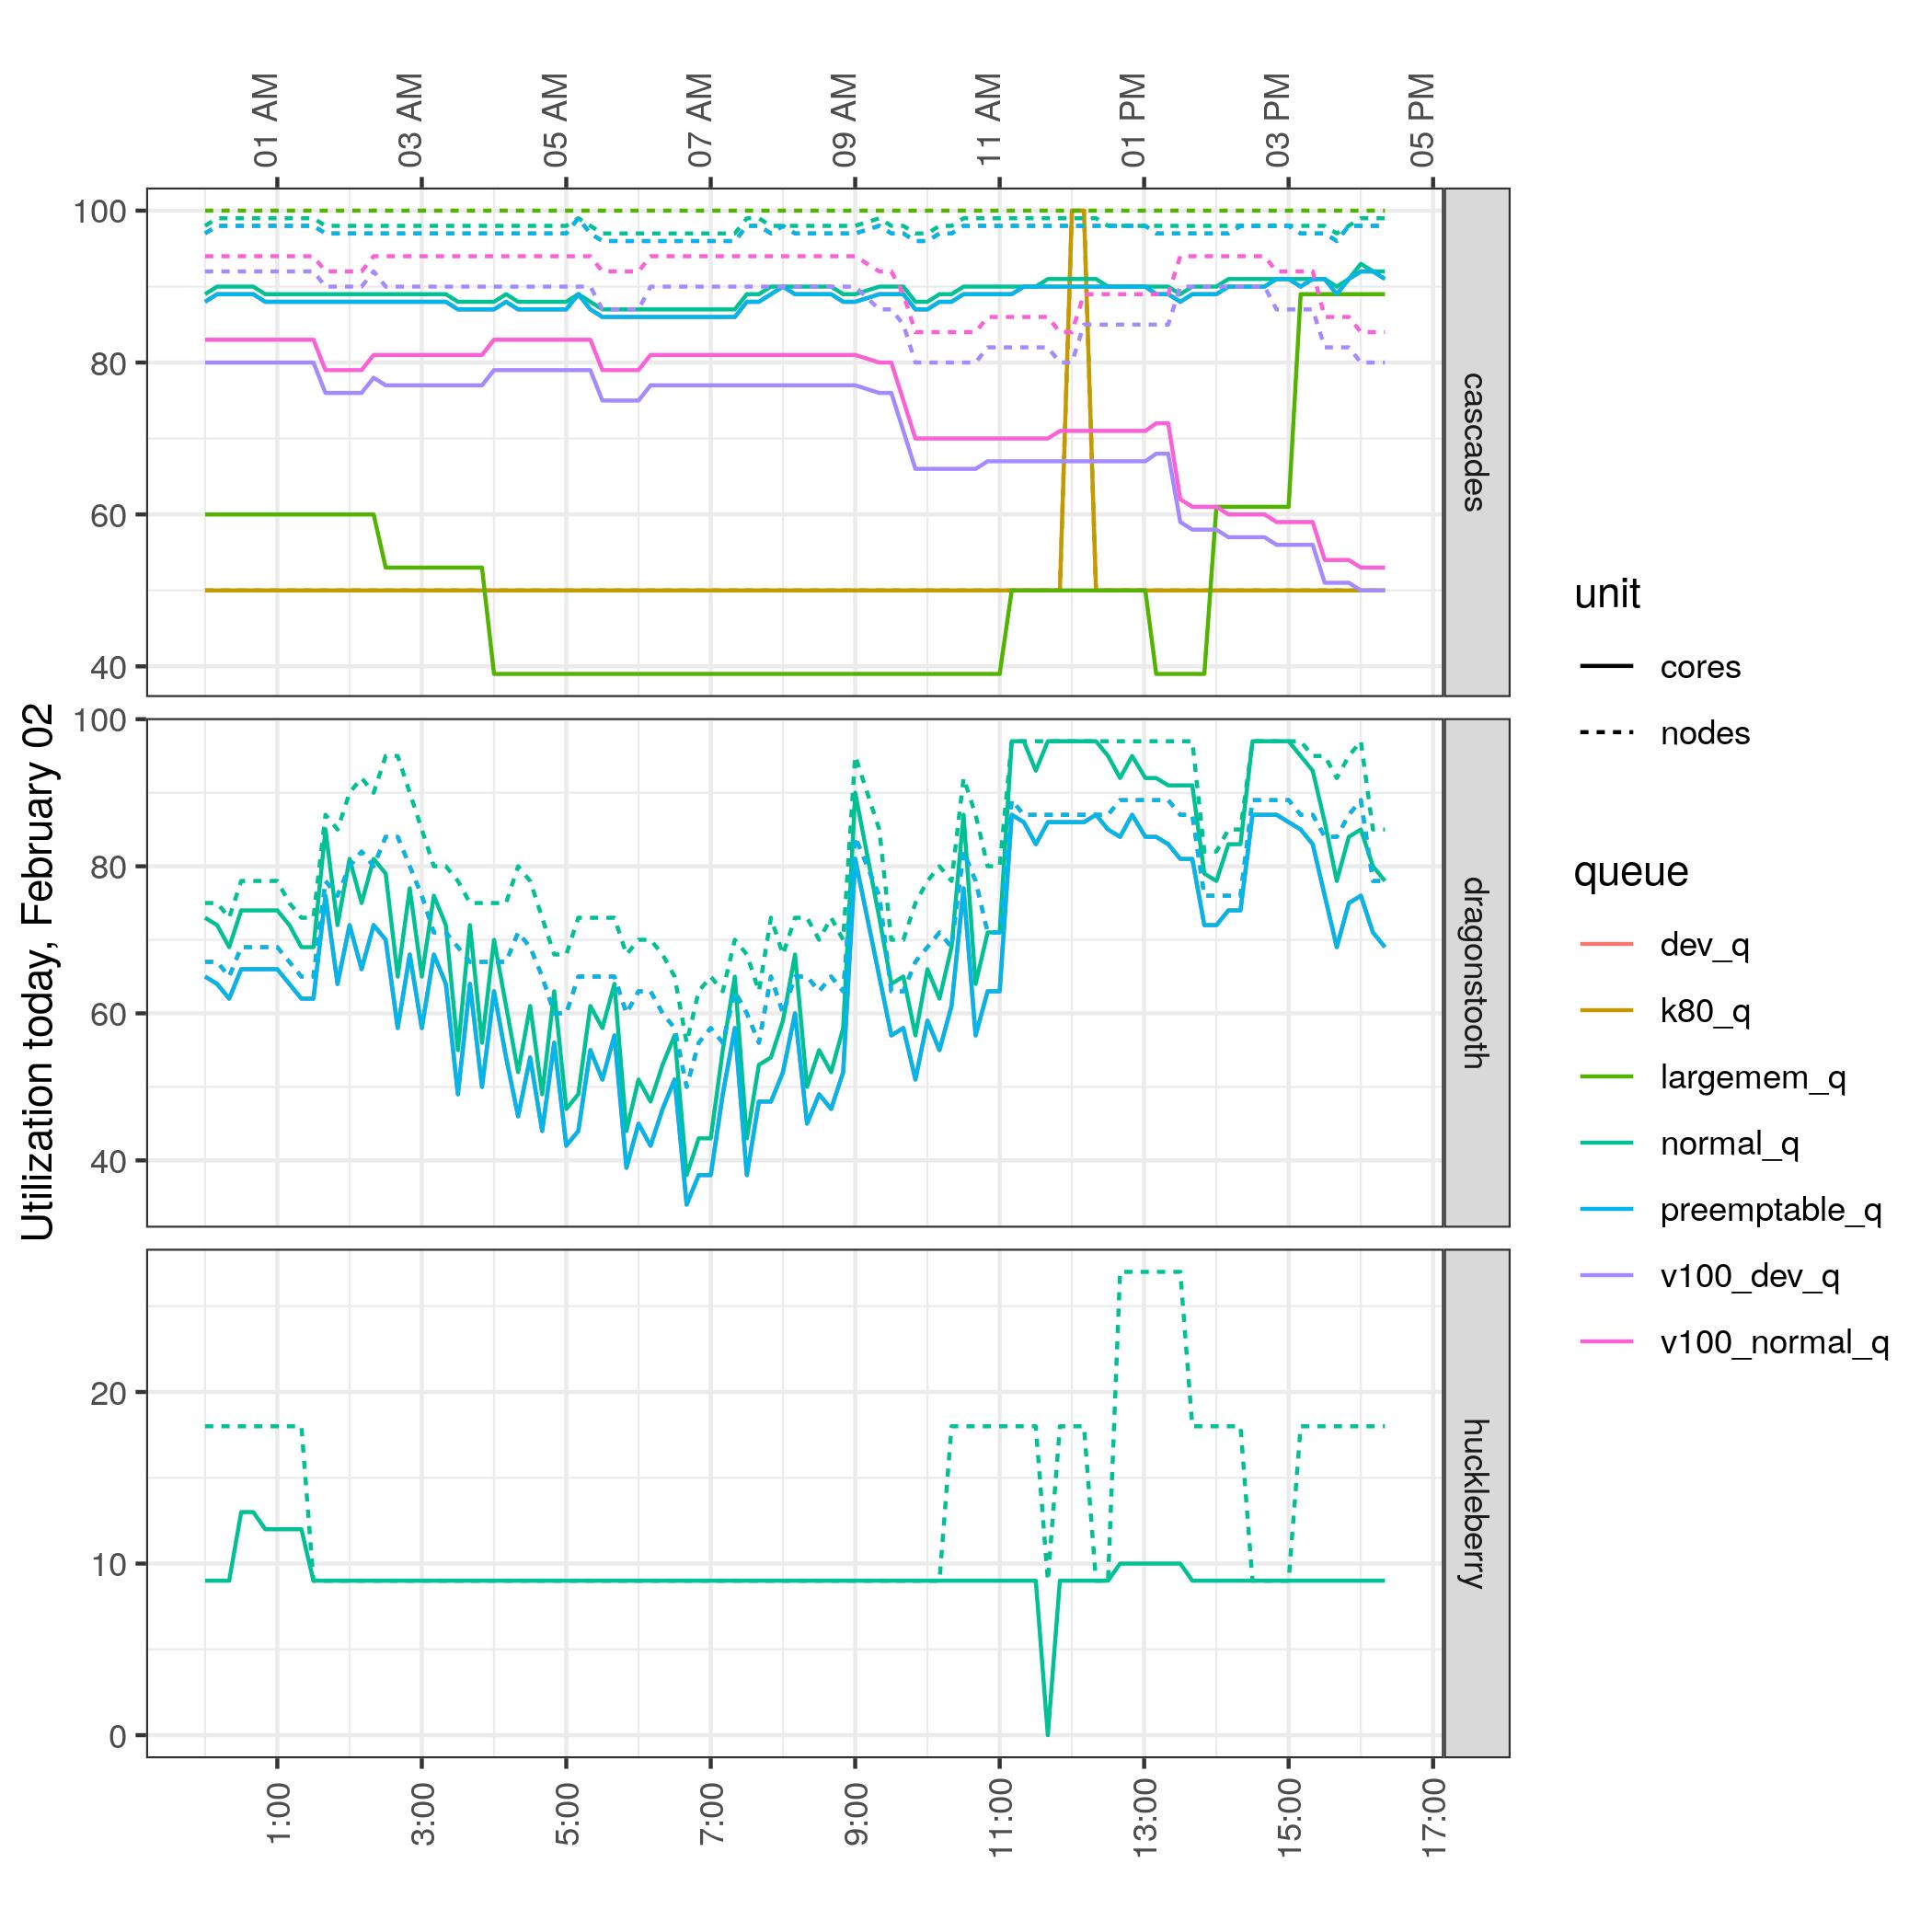 01 AM
03 AM
05 AM
07 AM
09 AM
11 AM
01 PM
03 PM
05 PM
Utilization today, February 02
100
80
60
40
cascades
100
80
60
40
dragonstooth
20
10
0
huckleberry
1:00
3:00
5:00
7:00
9:00
11:00
13:00
15:00
17:00
unit
cores
nodes
queue
dev_q
k80_q
largemem_q
normal_q
preemptable_q
v100_dev_q
v100_normal_q